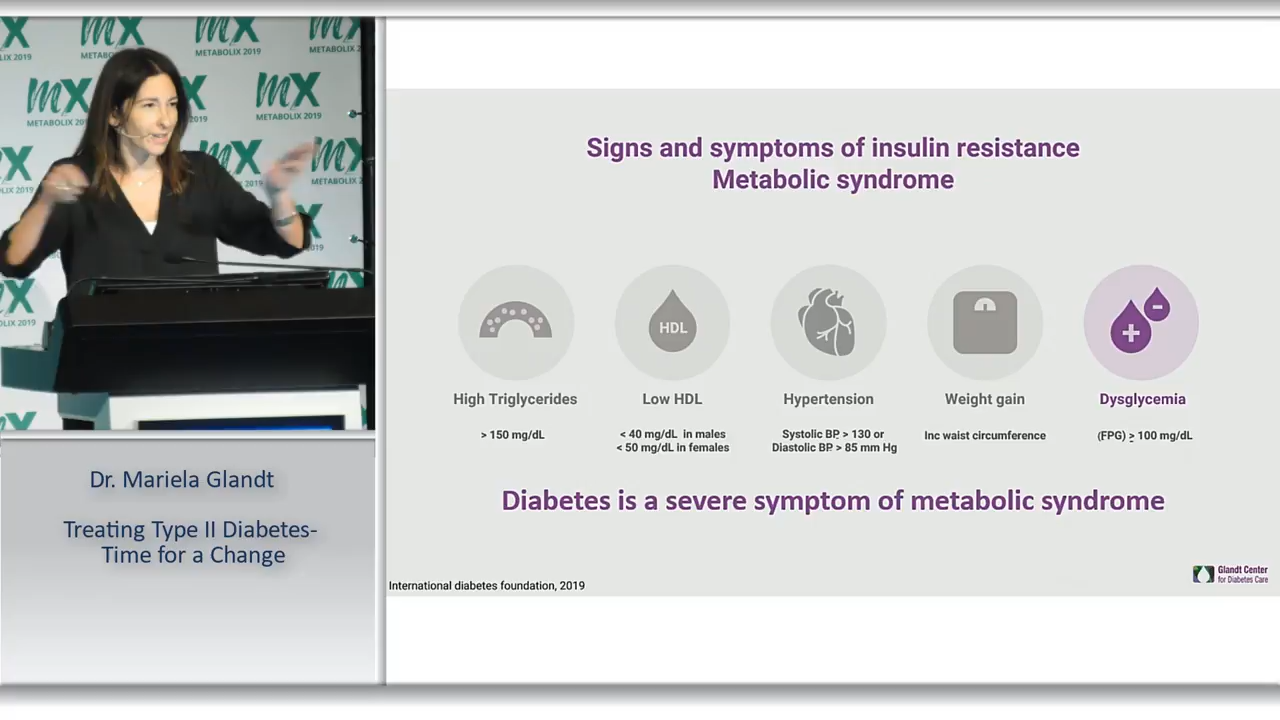 mX
METABOLIX 2019
Signs and symptoms of insulin resistance
Metabolic syndrome
HDL
High Triglycerides
Low HDL
Hypertension
Weight gain
Dysglycemia
> 150 mg/dL
< 40 mg/dL in males
< 50 mg/dL in females
Systolic BP. > 130 or
Diastolic BP. > 85 mm Hg
Inc waist circumference
(FPG) ≥ 100 mg/dL
Diabetes is a severe symptom of metabolic syndrome
International diabetes foundation, 2019
Glandt Center
for Diabetes Care
Dr. Mariela Glandt
Treating Type II Diabetes-
Time for a Change